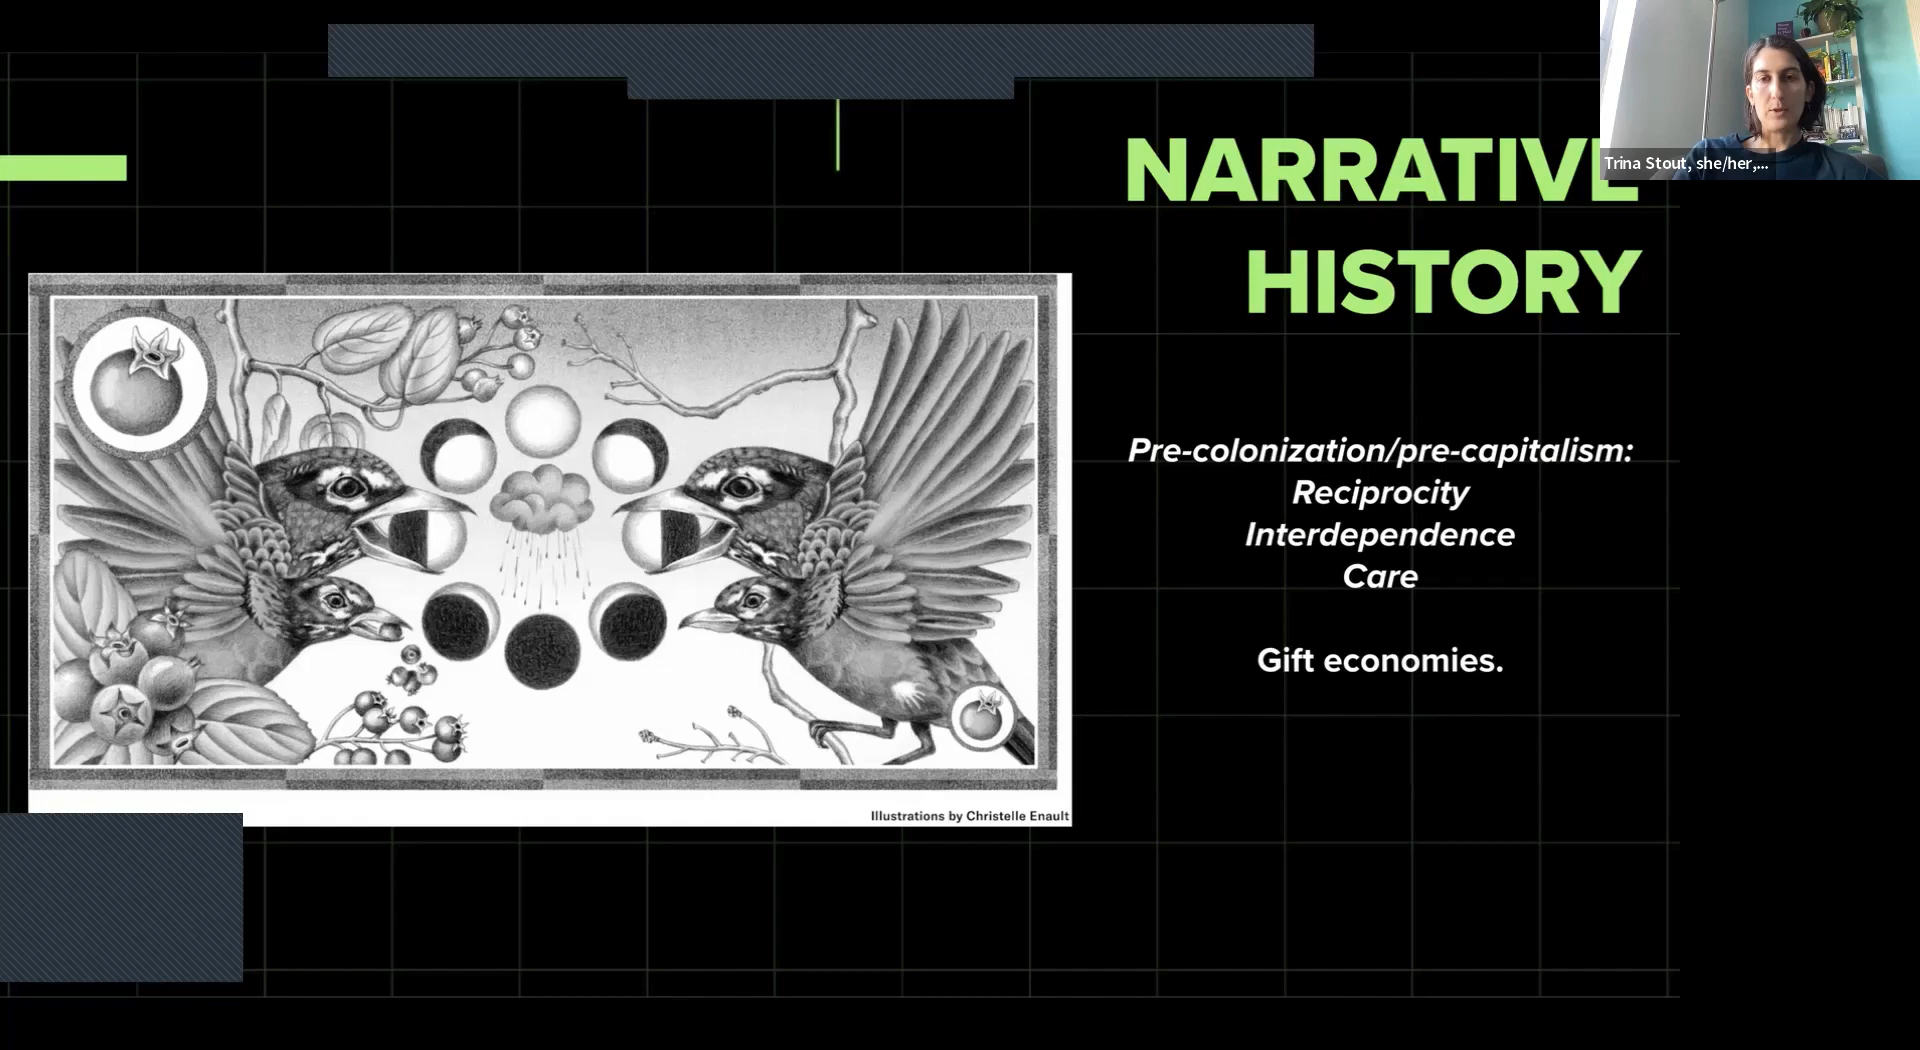 NARRATIVE
HISTORY
Trina Stout, she/her,...
Pre-colonization/pre-capitalism:
Reciprocity
Interdependence
Care
Gift economies.
Illustrations by Christelle Enault